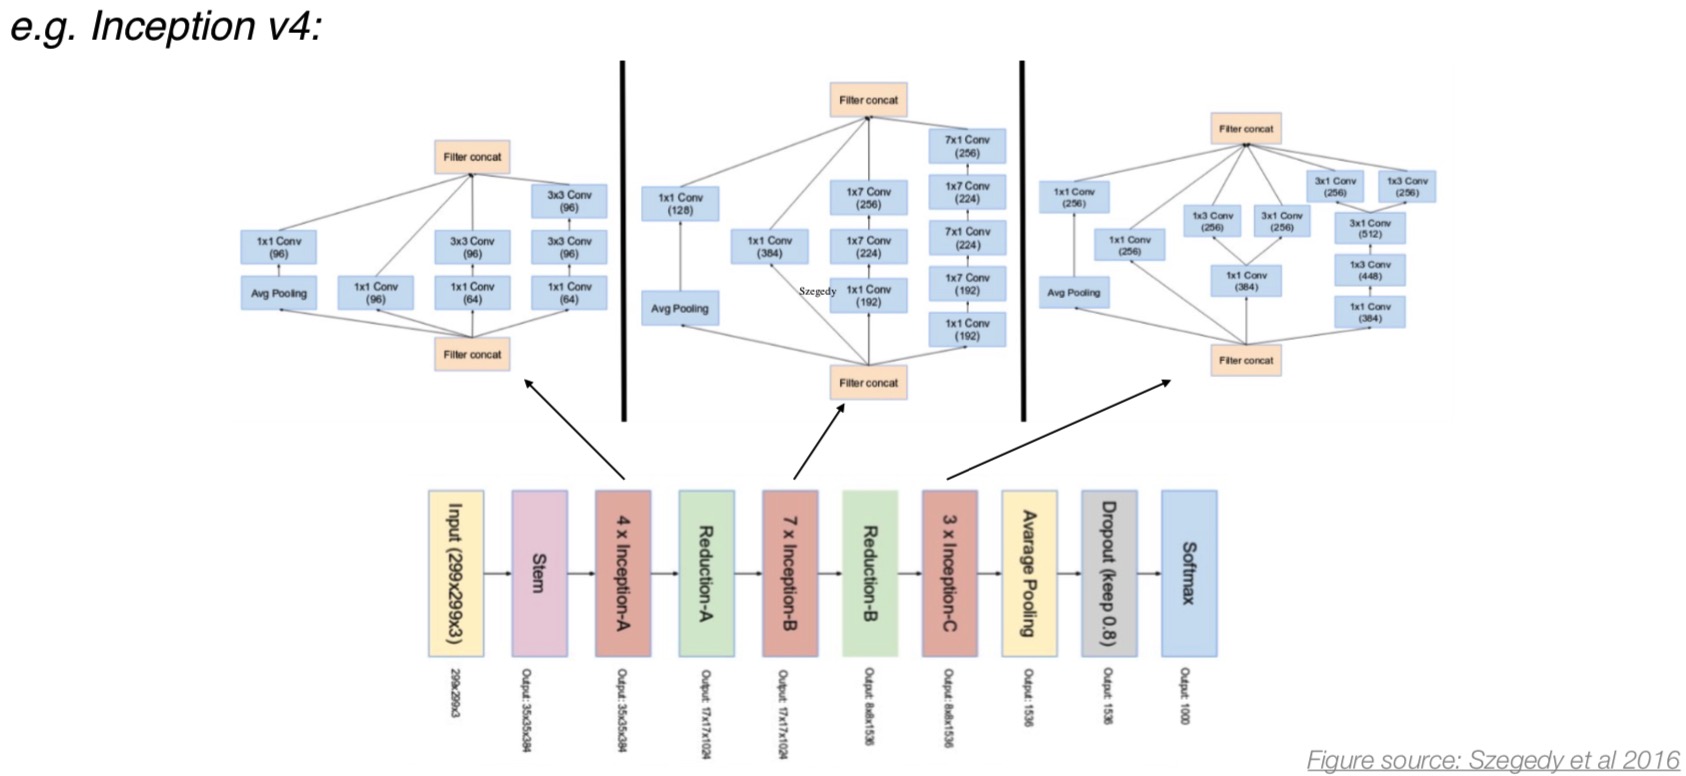 e.g. Inception v4:
Filter concat
3x3 Conv
(96)
1x1 Conv
(96)
3x3 Conv
(96)
3x3 Conv
(96)
Avg Pooling
1x1 Conv
(96)
1x1 Conv
(64)
1x1 Conv
(64)
Filter concat
Filter concat
7x1 Conv
(256)
1x1 Conv
(128)
1x7 Conv
(256)
1x7 Conv
(224)
1x1 Conv
(384)
1x7 Conv
(224)
7x1 Conv
(224)
Szegedy
1x1 Conv
(192)
1x7 Conv
(192)
Avg Pooling
1x1 Conv
(192)
Filter concat
Filter concat
1x1 Conv
(256)
3x1 Conv
(256)
1x3 Conv
(256)
1x1 Conv
(256)
1x3 Conv
(256)
3x1 Conv
(256)
3x1 Conv
(512)
Avg Pooling
1x1 Conv
(384)
1x3 Conv
(448)
1x1 Conv
(384)
Filter concat
Input (299x299x3)
Stem
4 x Inception-A
Reduction-A
7 x Inception-B
Reduction-B
3 x Inception-C
Avarage Pooling
Dropout (keep 0.8)
Softmax
299x299x3
Output: 35x35x384
Output: 35x35x384
Output: 17x17x1024
Output: 17x17x1024
Output: 8x8x1536
Output: 8x8x1536
Output: 1536
Output: 1536
Output: 1000
Figure source: Szegedy et al 2016